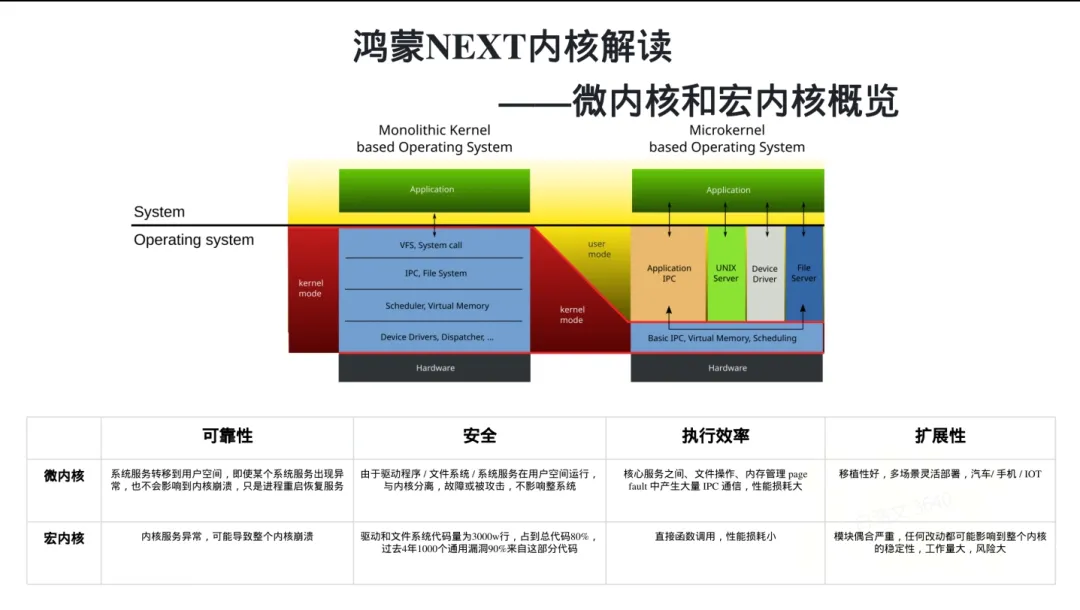 鸿蒙NEXT内核解读
——微内核和宏内核概览
Monolithic Kernel
based Operating System
Microkernel
based Operating System
Application
Application
System
Operating system
kernel
mode
VFS, System call
IPC, File System
Scheduler, Virtual Memory
Device Drivers, Dispatcher, ...
Hardware
user
mode
kernel
mode
Application
IPC
UNIX
Server
Device
Driver
File
Server
Basic IPC, Virtual Memory, Scheduling
Hardware
可靠性
安全
执行效率
扩展性
微内核
系统服务转移到用户空间，即使某个系统服务出现异
常，也不会影响到内核崩溃，只是进程重启恢复服务
由于驱动程序 / 文件系统 / 系统服务在用户空间运行，
与内核分离，故障或被攻击，不影响整系统
核心服务之间、文件操作、内存管理 page
fault 中产生大量 IPC 通信，性能损耗大
移植性好，多场景灵活部署，汽车/ 手机 / IOT
宏内核
内核服务异常，可能导致整个内核崩溃
驱动和文件系统代码量为3000w行，占到总代码80%，
过去4年1000个通用漏洞90%来自这部分代码
直接函数调用，性能损耗小
模块偶合严重，任何改动都可能影响到整个内核
的稳定性，工作量大，风险大